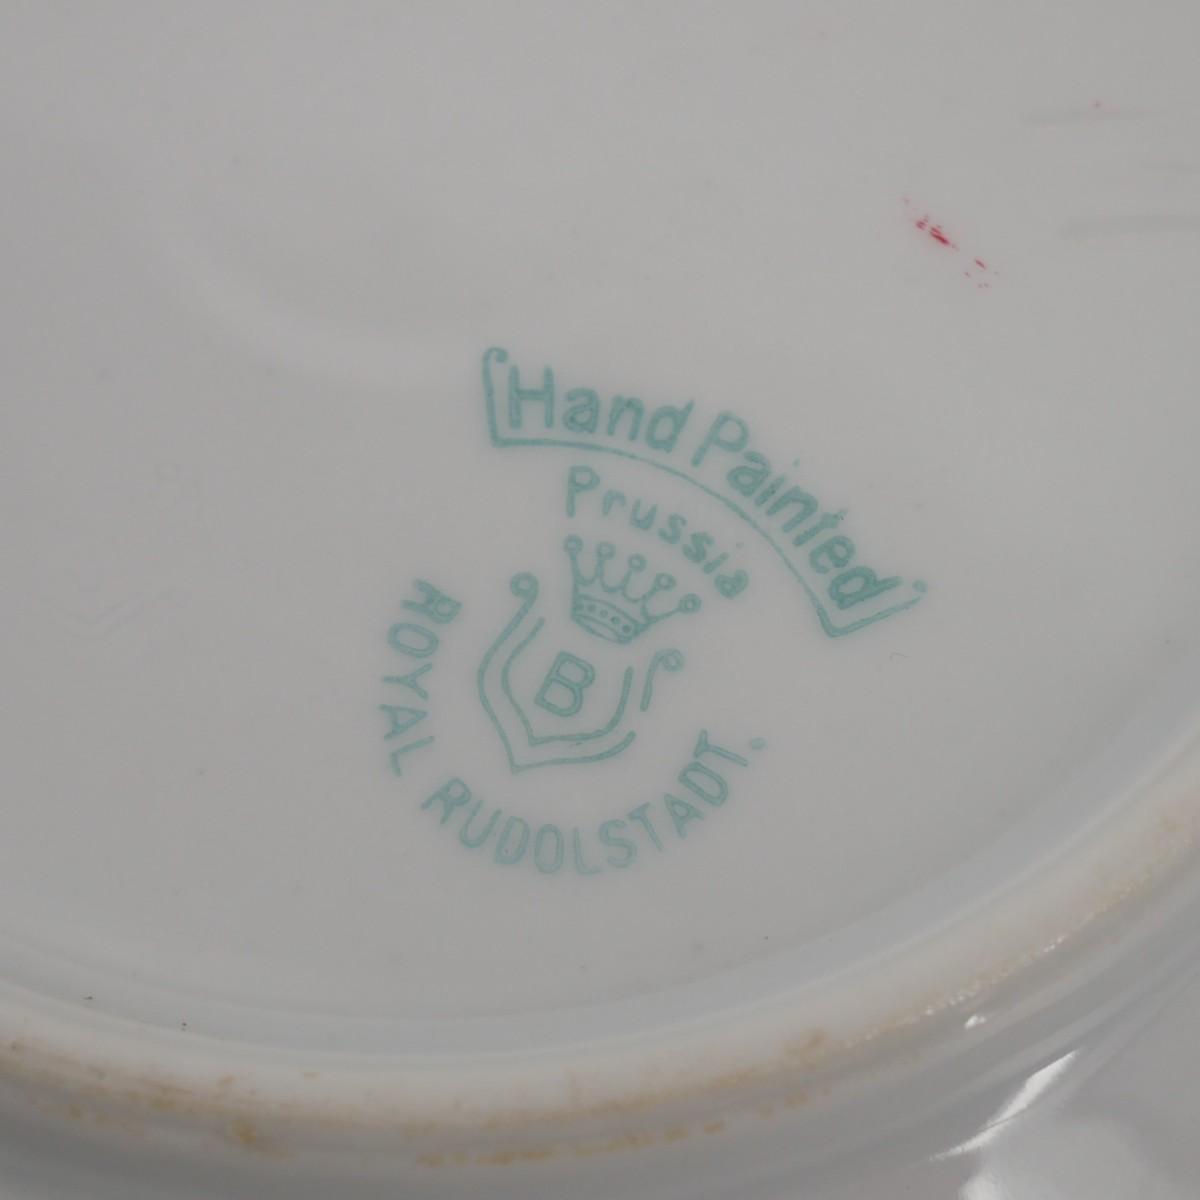 Hand Painted
Prussia
B
ROYAL RUDOLSTADT.